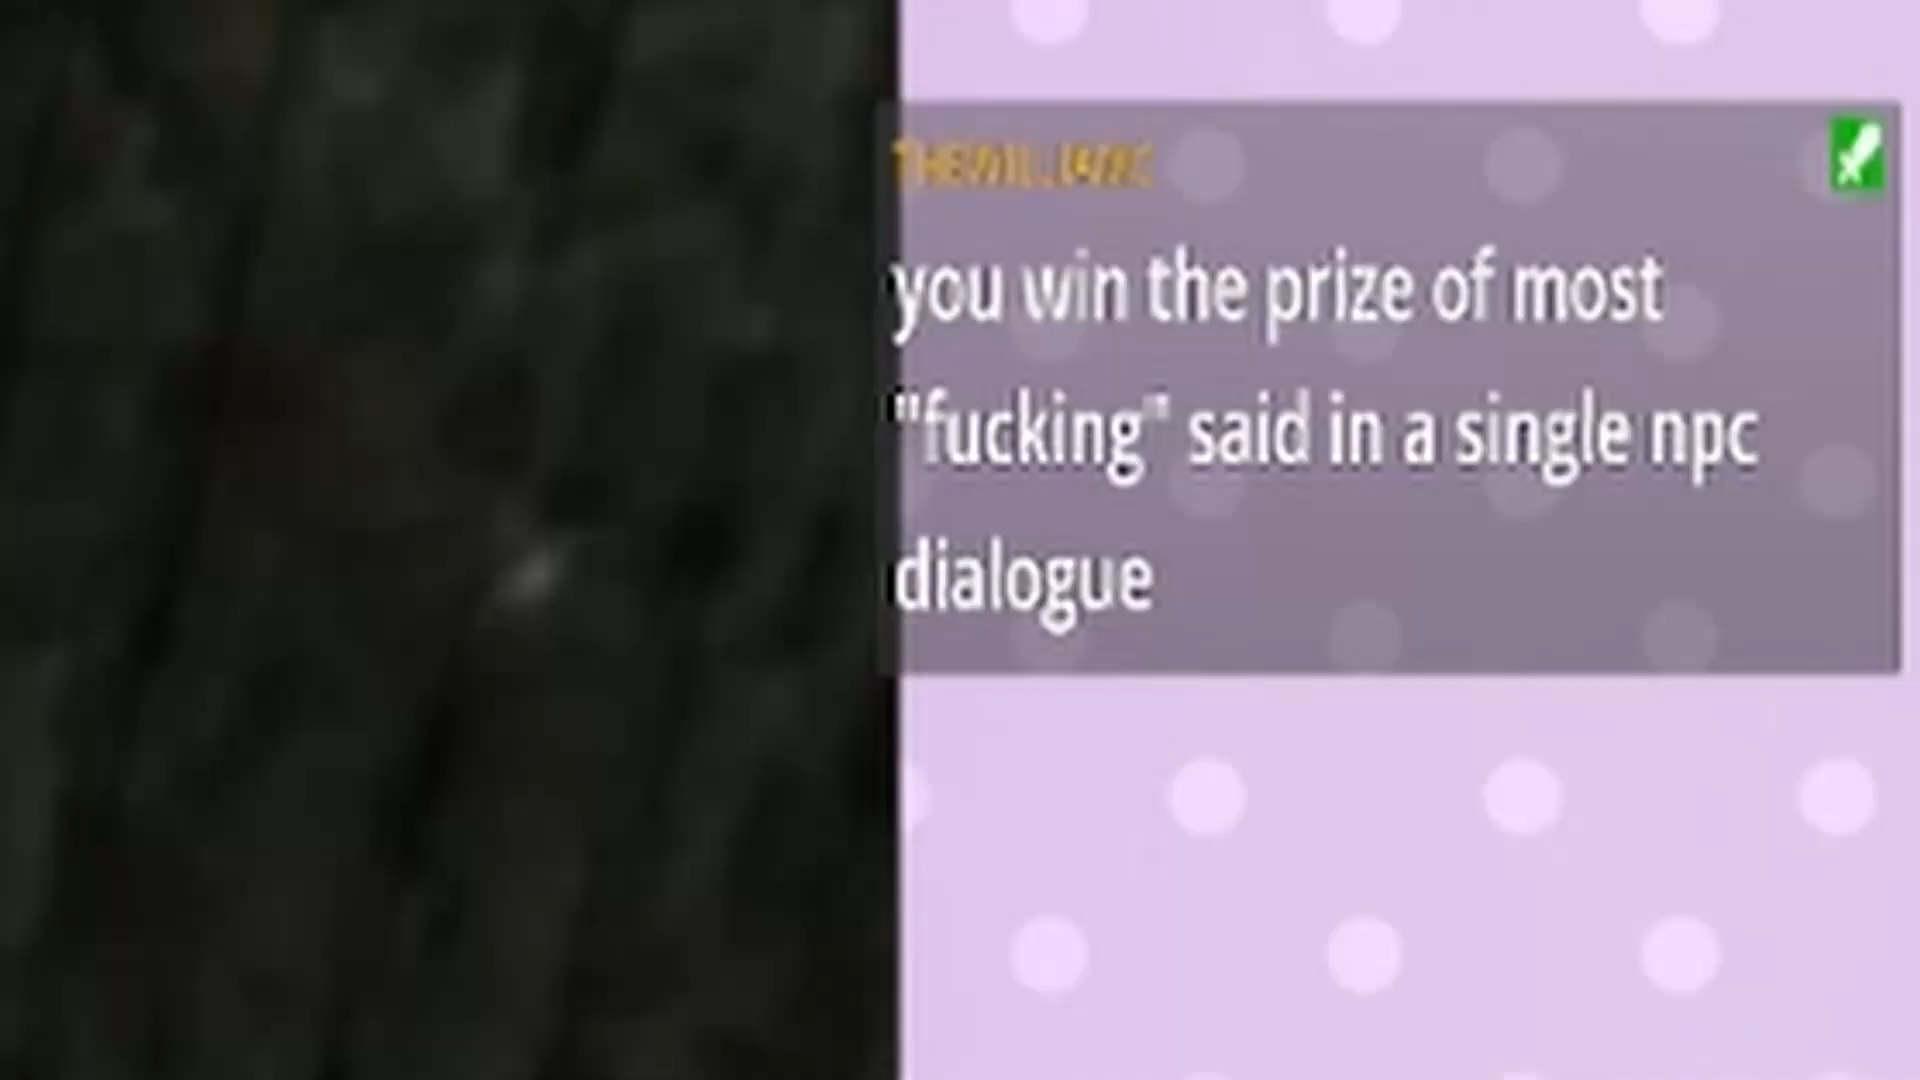 you win the prize of most
"fucking" said in a single npc
dialogue